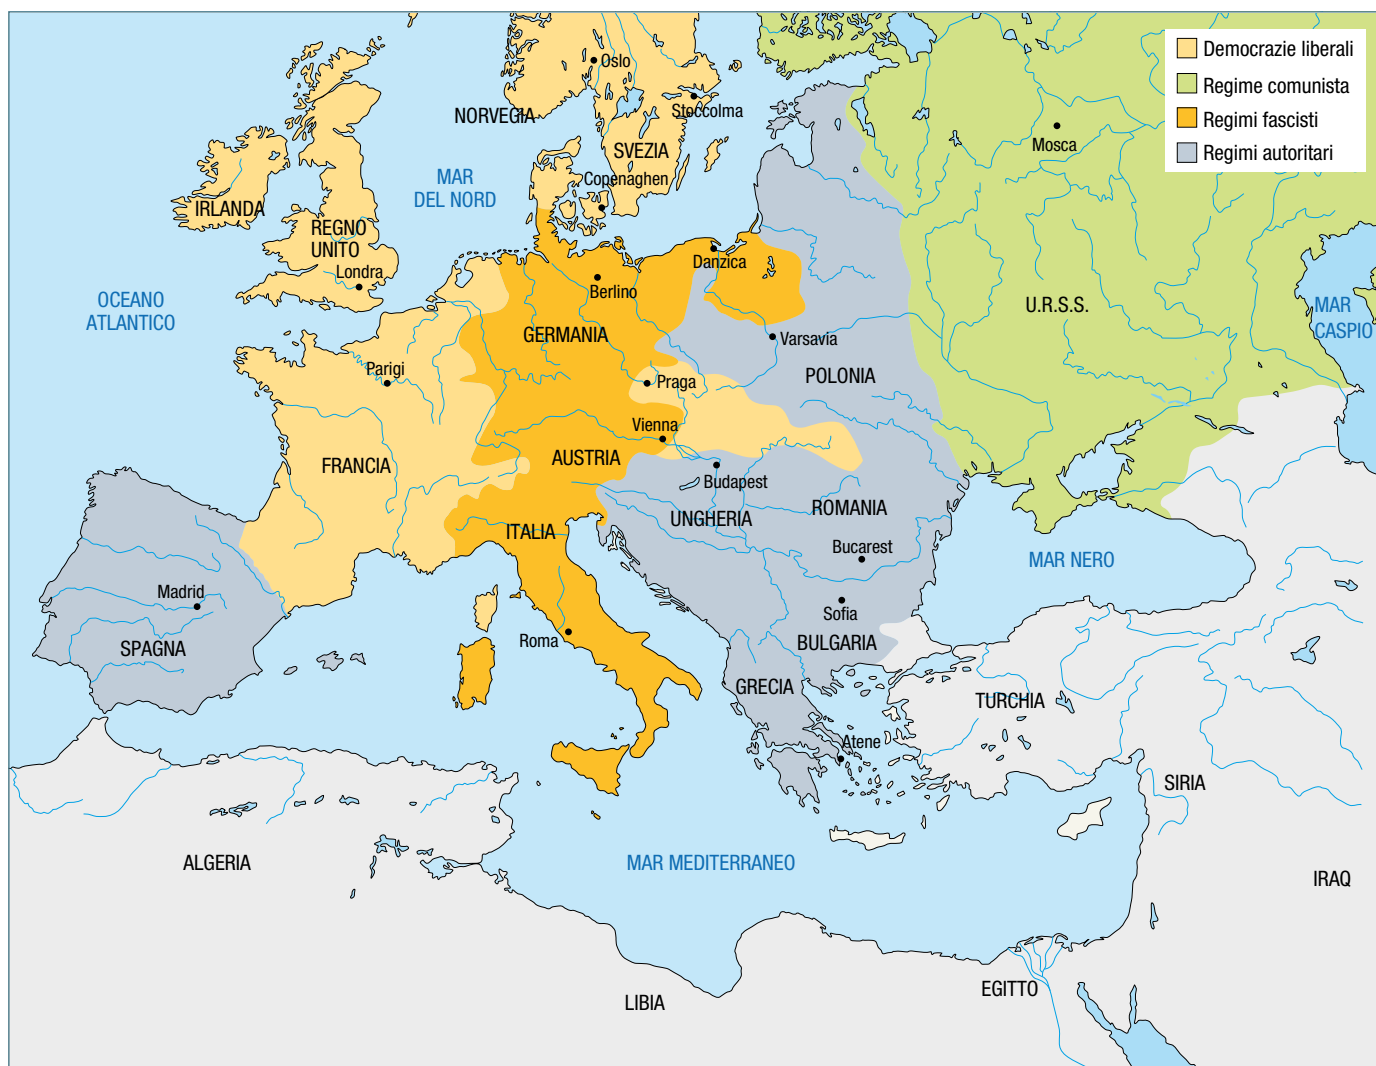 Democrazie liberali
Regime comunista
Regimi fascisti
Regimi autoritari
Oslo
NORVEGIA
Stoccolma
SVEZIA
Mosca
MAR
DEL NORD
Copenaghen
IRLANDA
REGNO
UNITO
Londra
Danzica
Berlino
OCEANO
ATLANTICO
U.R.S.S.
MAR
CASPIO
GERMANIA
Varsavia
Parigi
Praga
POLONIA
Vienna
FRANCIA
AUSTRIA
Budapest
UNGHERIA
ROMANIA
ITALIA
Bucarest
MAR NERO
Madrid
Sofia
SPAGNA
Roma
BULGARIA
GRECIA
TURCHIA
Atene
SIRIA
ALGERIA
MAR MEDITERRANEO
IRAQ
LIBIA
EGITTO